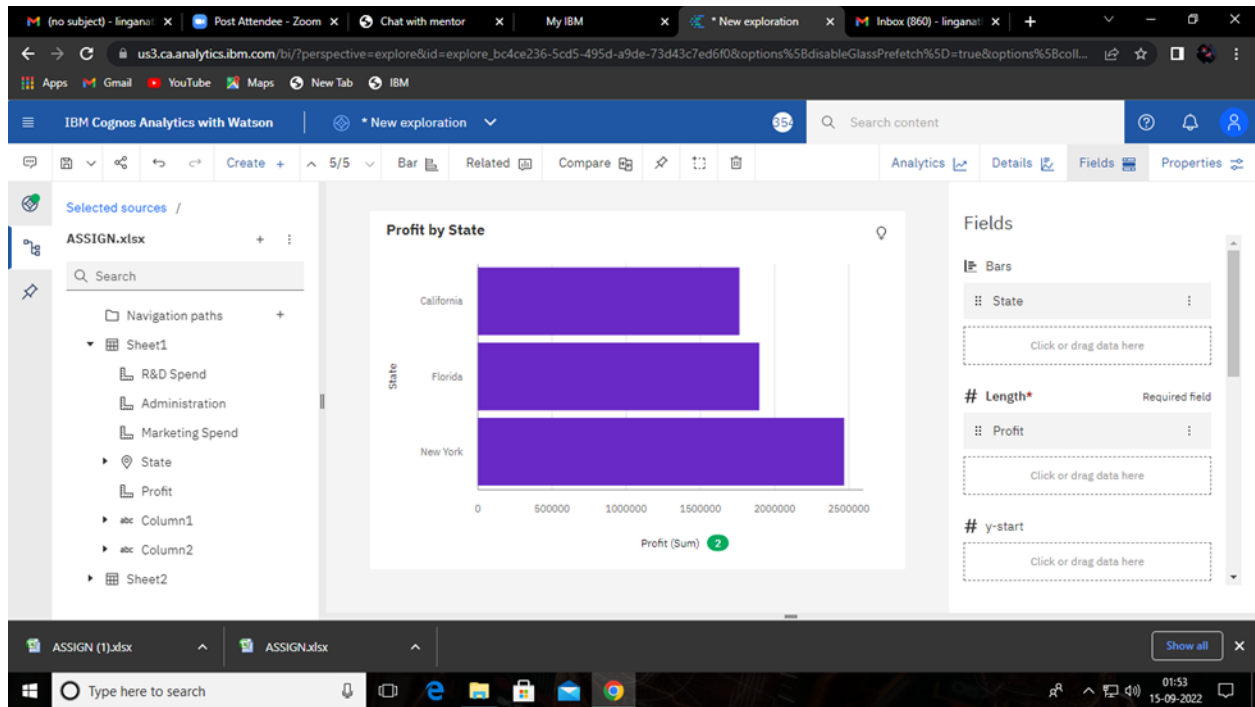 (no subject) - linganat
Post Attendee - Zoom
Chat with mentor
My IBM
* New exploration
Inbox (860) - linganat
us3.ca.analytics.ibm.com/bi/?perspective=explore&id=explore_bc4ce236-5cd5-495d-a9de-73d43c7ed6f0&options%5BdisableGlassPrefetch%5D=true&options%5Bcoll...
Apps
Gmail
YouTube
Maps
New Tab
IBM
IBM Cognos Analytics with Watson
* New exploration
354
Search content
Create +
5/5
Bar
Related
Compare
Analytics
Details
Fields
Properties
Selected sources /
ASSIGN.xlsx
Search
Navigation paths
Sheet1
R&D Spend
Administration
Marketing Spend
State
Profit
abc Column1
abc Column2
Sheet2
Profit by State
State
California
Florida
New York
0 500000 1000000 1500000 2000000 2500000
Profit (Sum) 2
Fields
Bars
State
Click or drag data here
# Length* Required field
Profit
Click or drag data here
# y-start
Click or drag data here
ASSIGN (1).xlsx
ASSIGN.xlsx
Show all
Type here to search
01:53
15-09-2022